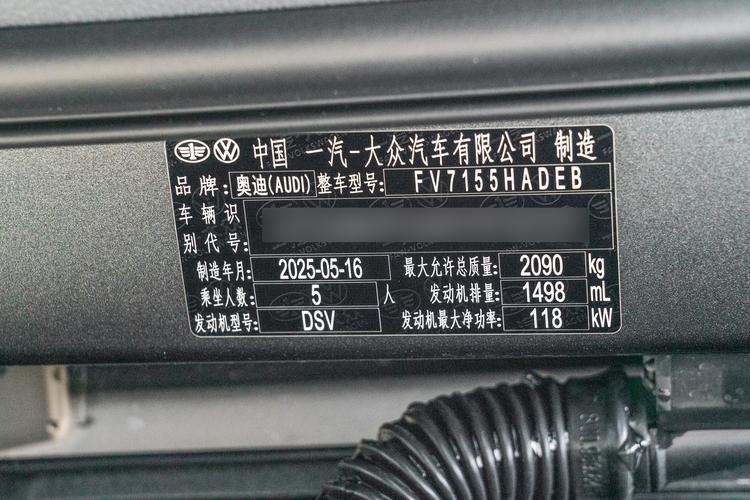 中国 一汽-大众汽车有限公司 制造
品牌: 奥迪(AUDI) 整车型号: FV7155HADEB
车辆识
别代号:
制造年月: 2025-05-16 最大允许总质量: 2090 kg
乘坐人数: 5 人 发动机排量: 1498 mL
发动机型号: DSV 发动机最大净功率: 118 kW